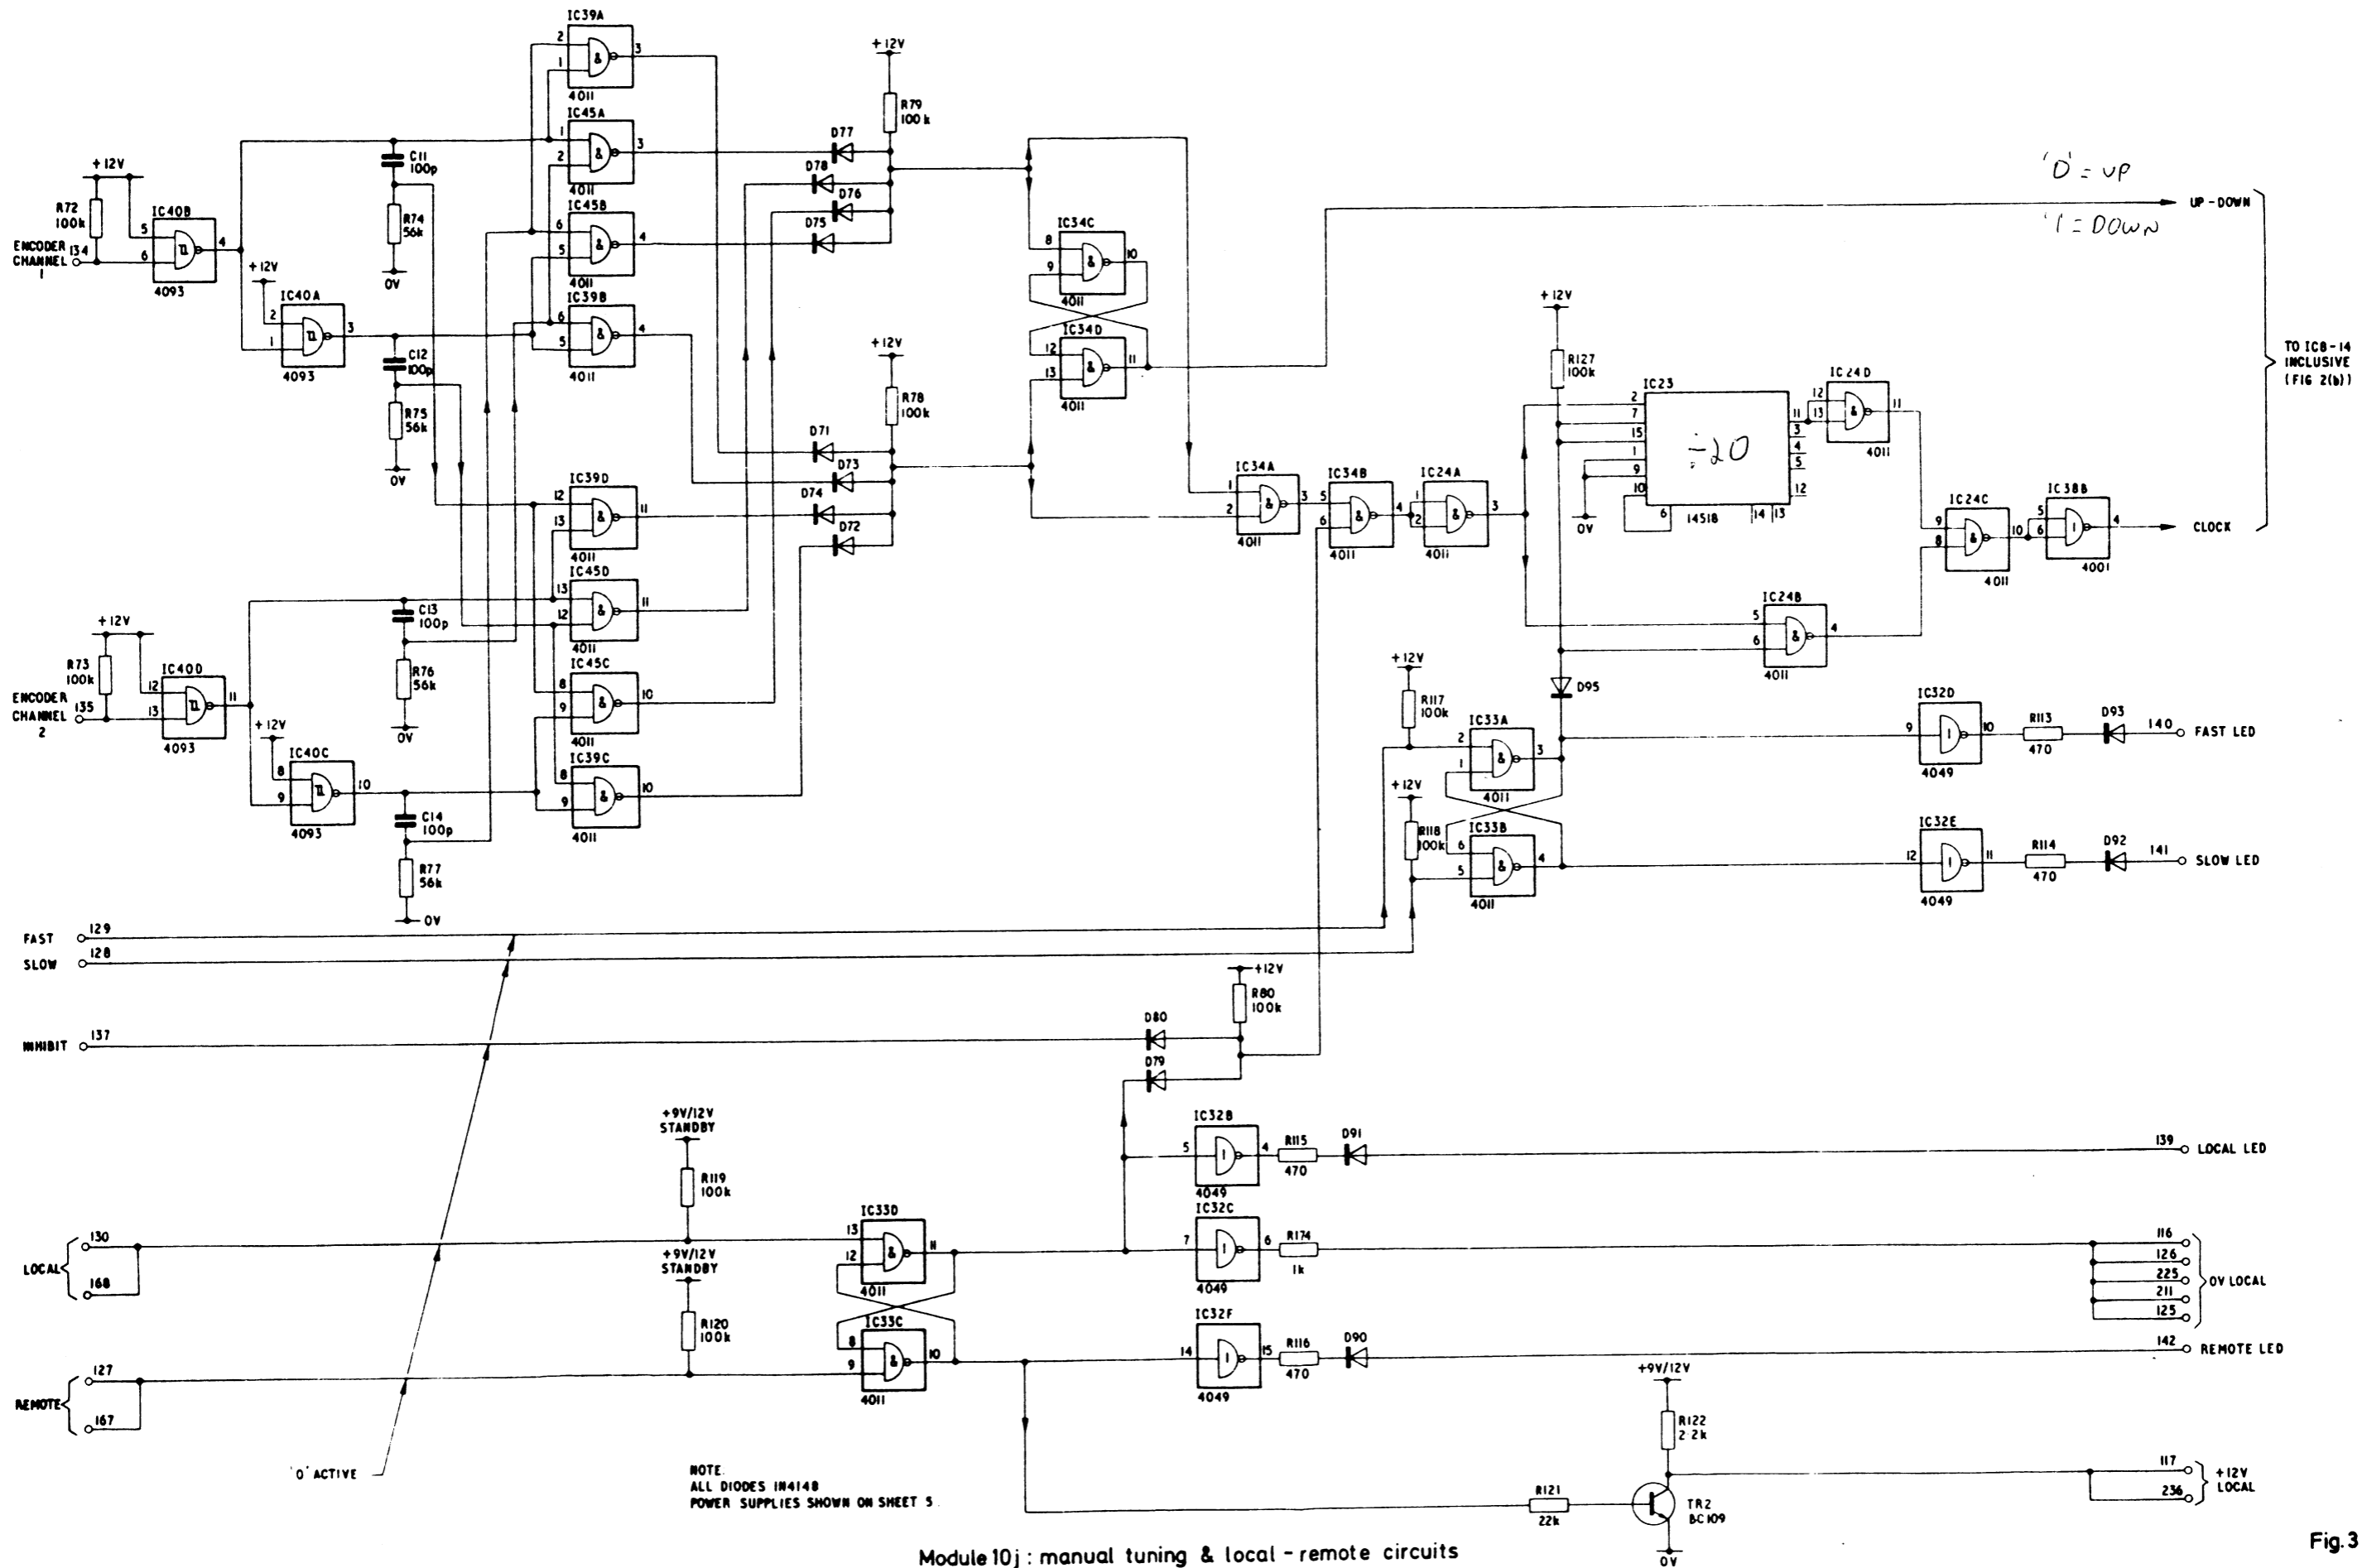 IC39A
2
1
3
4011
IC45A
1
2
3
4011
IC45B
6
5
4
4011
IC39B
6
5
4
4011
+12V
R79
100k
D77
D78
D76
D75
+12V
R72
100k
ENCODER
CHANNEL
1
134
IC40B
5
6
4
4093
C11
100p
R74
56k
0V
+12V
IC40A
2
1
3
4093
C12
100p
R75
56k
0V
IC34C
8
9
10
4011
IC34D
12
13
11
4011
'0' = UP
UP-DOWN
'1' = DOWN
+12V
R78
100k
D71
D73
D74
D72
IC39D
12
13
11
4011
IC45D
13
12
11
4011
IC45C
8
9
10
4011
IC39C
8
9
10
4011
+12V
R127
100k
IC23
2
7
15
1
9
10
6
÷20
14518
14
13
11
3
4
5
12
0V
IC24D
12
13
11
4011
TO IC8-14
INCLUSIVE
(FIG 2(b))
IC34A
1
2
3
4011
IC34B
5
6
4
4011
IC24A
1
2
3
4011
IC24C
9
8
10
4011
IC38B
5
6
4
4001
CLOCK
IC24B
5
6
4
4011
+12V
R73
100k
ENCODER
CHANNEL
2
135
IC40D
12
13
11
4093
C13
100p
R76
56k
0V
+12V
IC40C
8
9
10
4093
C14
100p
R77
56k
0V
+12V
R117
100k
D95
IC33A
2
1
3
4011
+12V
R118
100k
IC33B
6
5
4
4011
IC32D
9
10
4049
R113
470
D93
140
FAST LED
IC32E
12
11
4049
R114
470
D92
141
SLOW LED
FAST
129
SLOW
128
INHIBIT
137
+12V
R80
100k
D80
D79
+9V/12V
STANDBY
R119
100k
+9V/12V
STANDBY
R120
100k
LOCAL
130
168
REMOTE
127
167
IC33D
13
12
11
4011
IC33C
8
9
10
4011
IC32B
5
4
4049
R115
470
D91
139
LOCAL LED
IC32C
7
6
4049
R174
1k
116
126
225
211
125
0V LOCAL
IC32F
14
15
4049
R116
470
D90
142
REMOTE LED
+9V/12V
R122
2·2k
R121
22k
TR2
BC109
0V
117
236
+12V
LOCAL
'0' ACTIVE
NOTE.
ALL DIODES IN4148
POWER SUPPLIES SHOWN ON SHEET 5.
Module 10j : manual tuning & local - remote circuits
Fig. 3